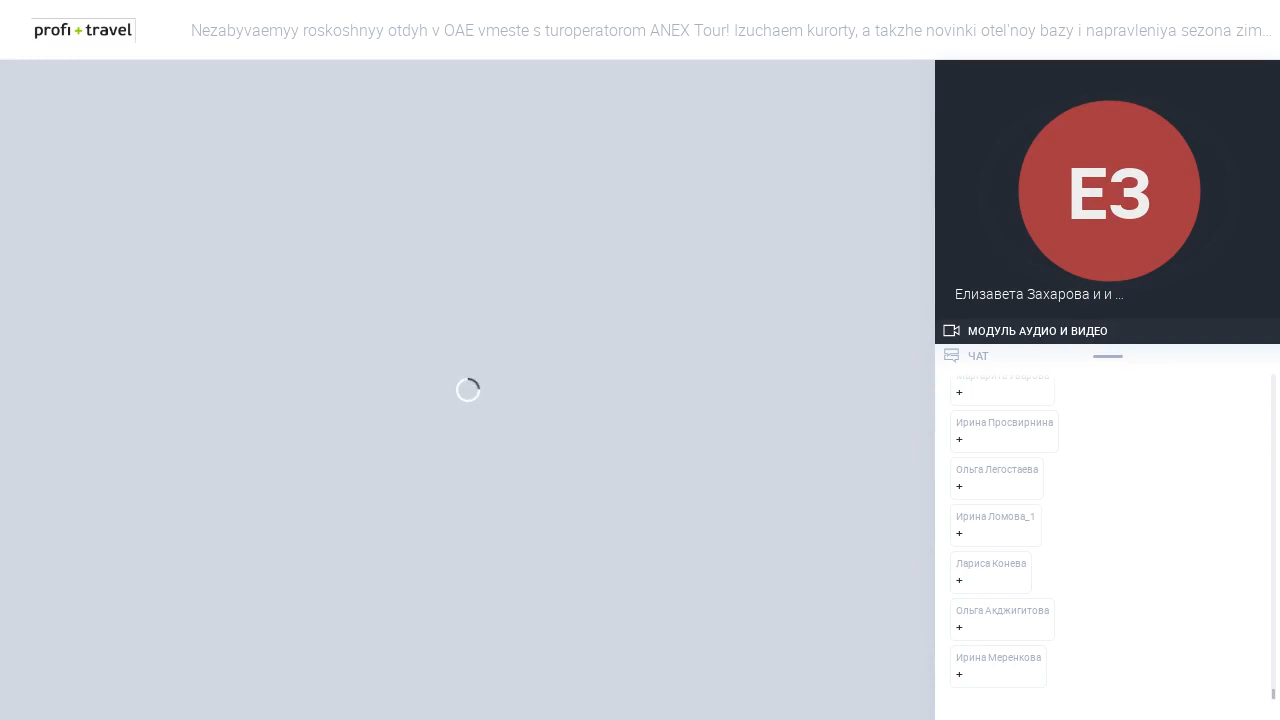 profi + travel
Nezabyvaemyy roskoshnyy otdyh v OAE vmeste s turoperatorom ANEX Tour! Izuchaem kurorty, a takzhe novinki otel'noy bazy i napravleniya sezona zim...
ЕЗ
Елизавета Захарова и и ...
МОДУЛЬ АУДИО И ВИДЕО
ЧАТ
+
Ирина Просвирнина
+
Ольга Легостаева
+
Ирина Ломова_1
+
Лариса Конева
+
Ольга Акджигитова
+
Ирина Меренкова
+